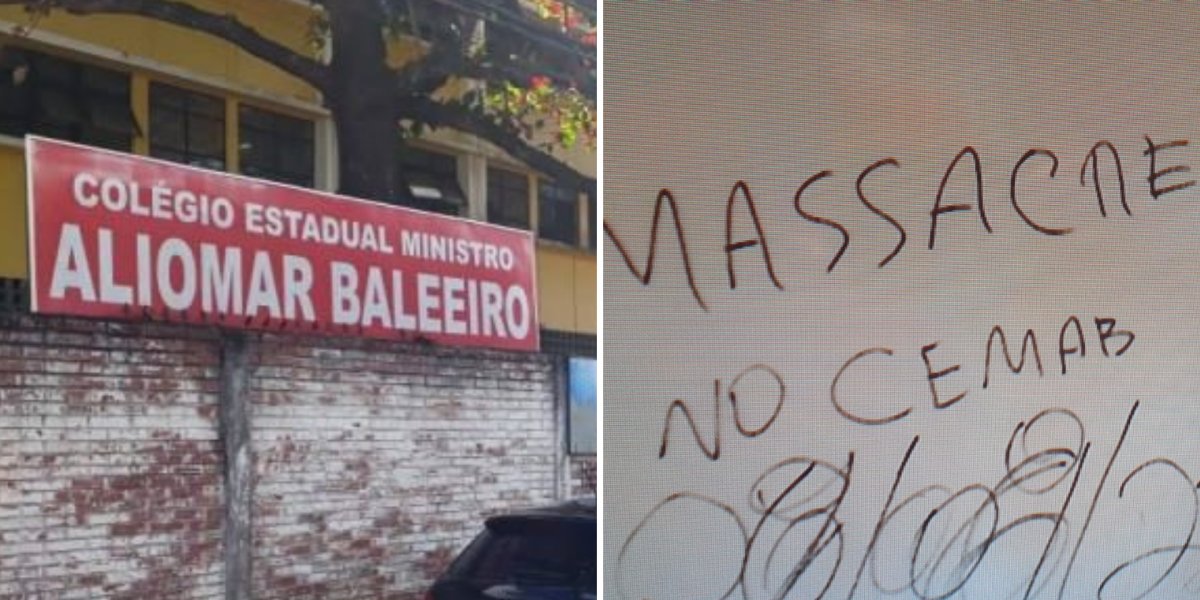 COLÉGIO ESTADUAL MINISTRO
ALIOMAR BALEEIRO
MASSACRE
NO CEMAB